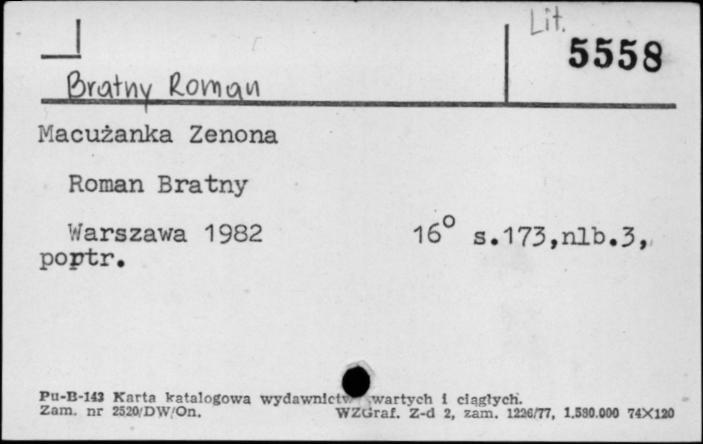 Lit.
5558
Bratny Roman
Macużanka Zenona
Roman Bratny
Warszawa 1982 16° s.173,nlb.3,
portr.
Pu-B-143 Karta katalogowa wydawnictw zwartych i ciągłych.
Zam. nr 2520/DW/On. WZGraf. Z-d 2, zam. 1226/77, 1,580.000 74X120